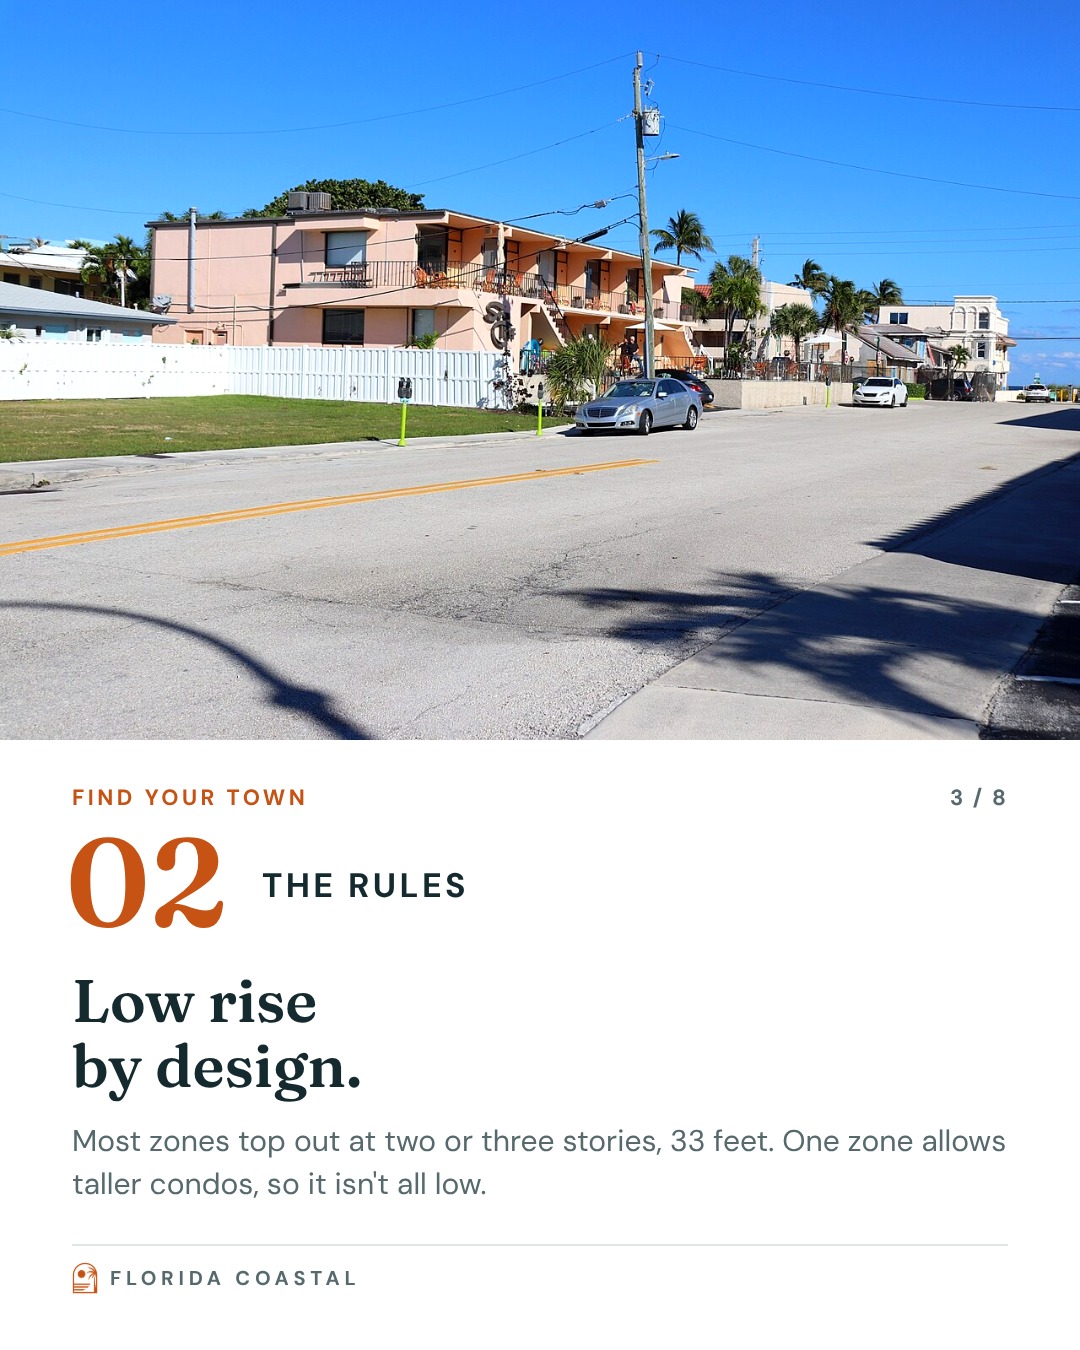 FIND YOUR TOWN
3 / 8
02 THE RULES
Low rise
by design.
Most zones top out at two or three stories, 33 feet. One zone allows
taller condos, so it isn't all low.
FLORIDA COASTAL